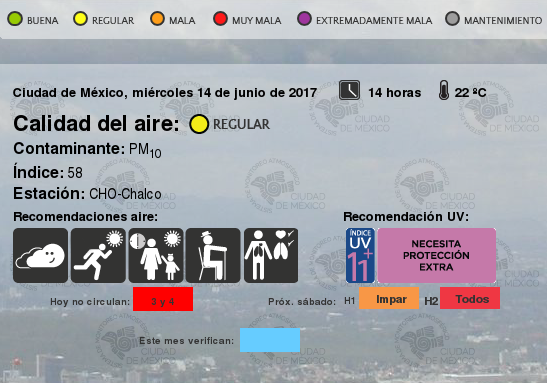 BUENA REGULAR MALA MUY MALA EXTREMADAMENTE MALA MANTENIMIENTO
Ciudad de México, miércoles 14 de junio de 2017 14 horas 22 ºC
Calidad del aire: REGULAR
Contaminante: PM10
Índice: 58
Estación: CHO-Chalco
Recomendaciones aire: Recomendación UV:
ÍNDICE
UV
11+
NECESITA
PROTECCIÓN
EXTRA
Hoy no circulan: 3 y 4 Próx. sábado: H1 Impar H2 Todos
Este mes verifican:
CIUDAD
DE MÉXICO